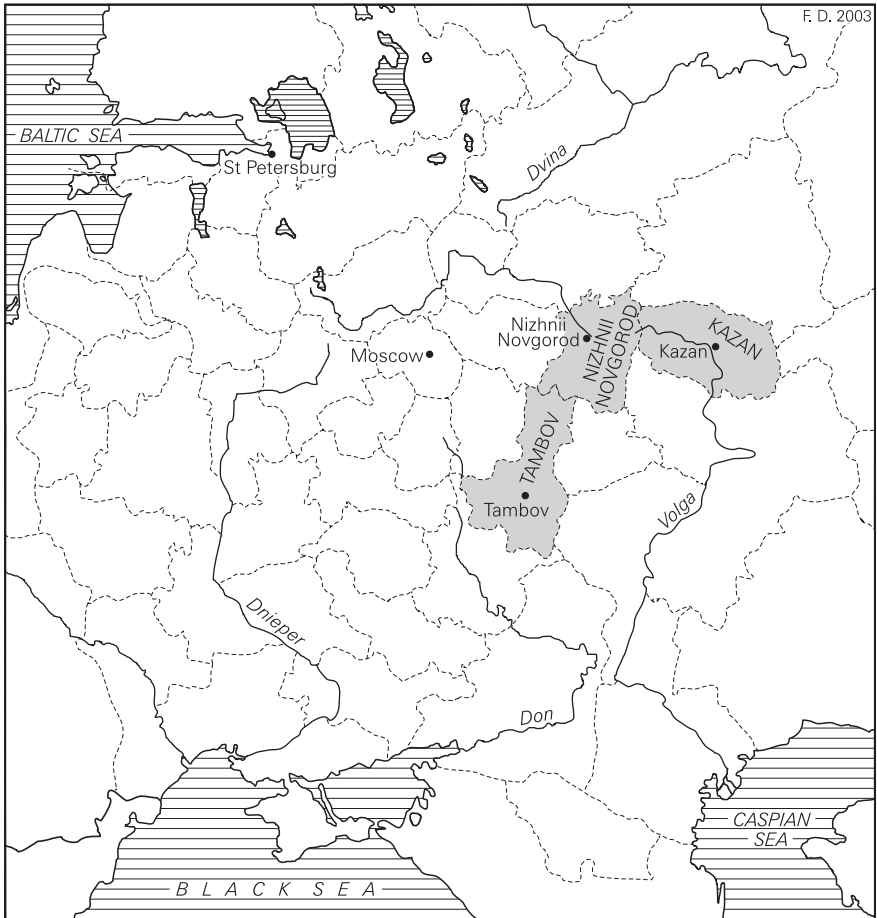 F. D. 2003
BALTIC SEA
St Petersburg
Dvina
Nizhnii
Novgorod
NIZHNII
NOVGOROD
KAZAN
Kazan
Moscow
TAMBOV
Tambov
Volga
Dnieper
Don
CASPIAN
SEA
BLACK SEA